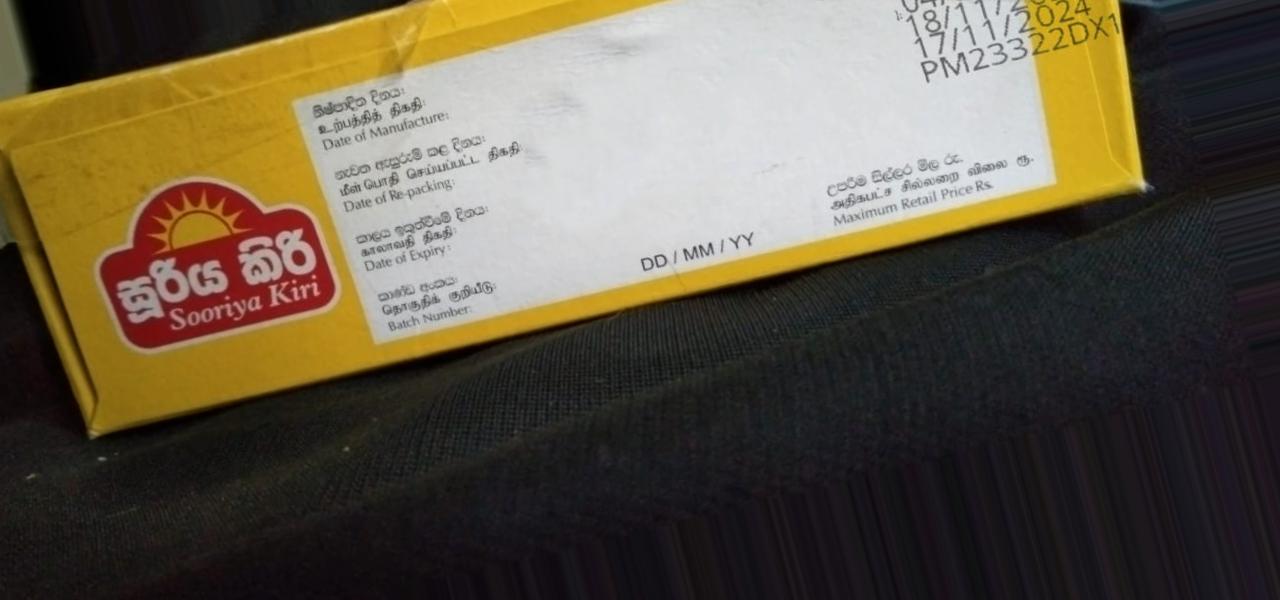 18/11/20
17/11/2024
PM23322DX1
නිෂ්පාදිත දිනය:
உற்பத்தித் திகதி:
Date of Manufacture:
නැවත ඇසුරුම් කල දිනය:
மீள் பொதி செய்யப்பட்ட திகதி:
Date of Re-packing:
කාලය ඉකුත්වීමේ දිනය:
காலாவதி திகதி:
Date of Expiry:
කාණ්ඩ අංකය:
தொகுதிக் குறியீடு:
Batch Number:
DD / MM / YY
උපරිම සිල්ලර මිල රු.
அதிகபட்ச சில்லறை விலை ரூ.
Maximum Retail Price Rs.
සූරිය කිරි
Sooriya Kiri